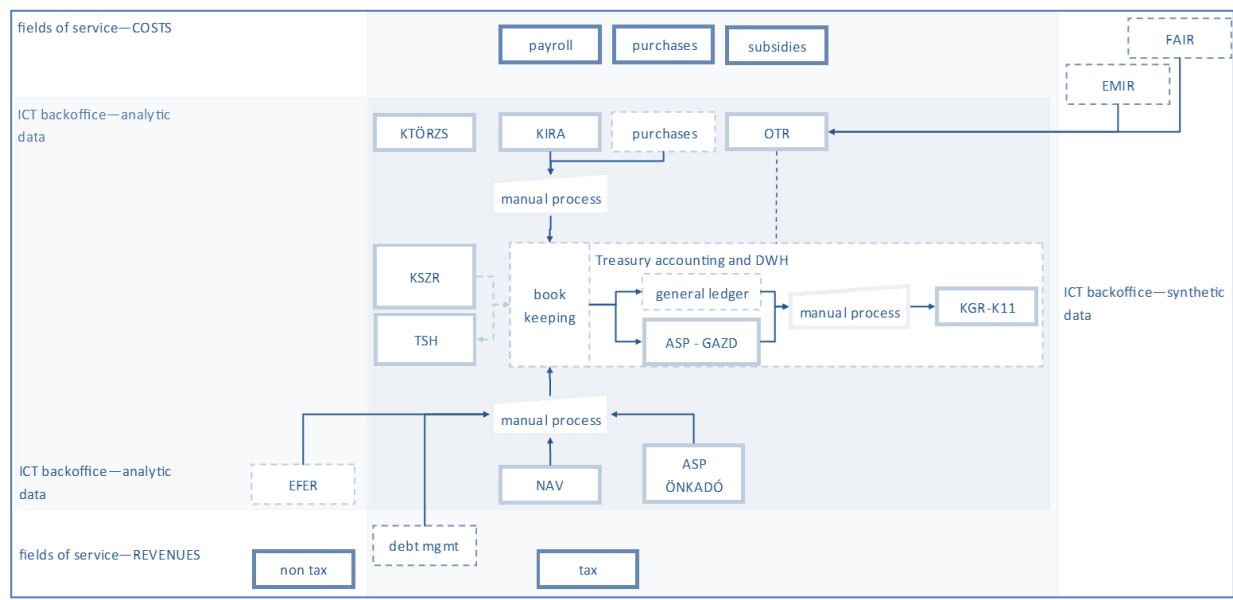 fields of service—COSTS
payroll
purchases
subsidies
FAIR
EMIR
ICT backoffice—analytic
data
KTÖRZS
KIRA
purchases
OTR
manual process
Treasury accounting and DWH
KSZR
TSH
book
keeping
general ledger
ASP - GAZD
manual process
KGR-K11
ICT backoffice—synthetic
data
manual process
ICT backoffice—analytic
data
EFER
NAV
ASP
ÖNKADÓ
debt mgmt
fields of service—REVENUES
non tax
tax